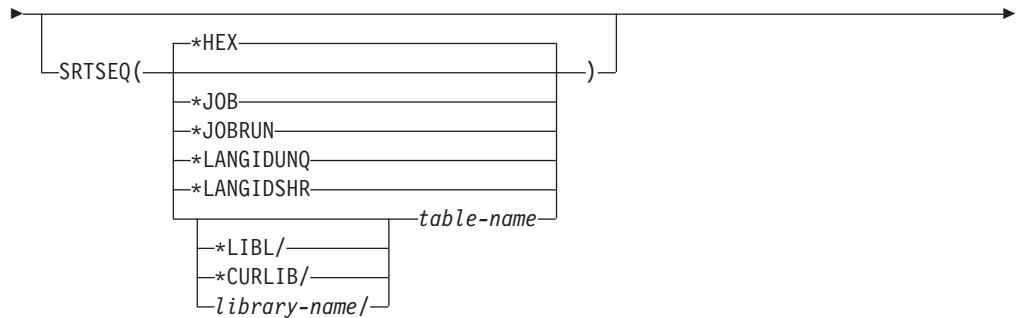 *HEX
SRTSEQ( )
*JOB
*JOBRUN
*LANGIDUNQ
*LANGIDSHR
table-name
*LIBL/
*CURLIB/
library-name/